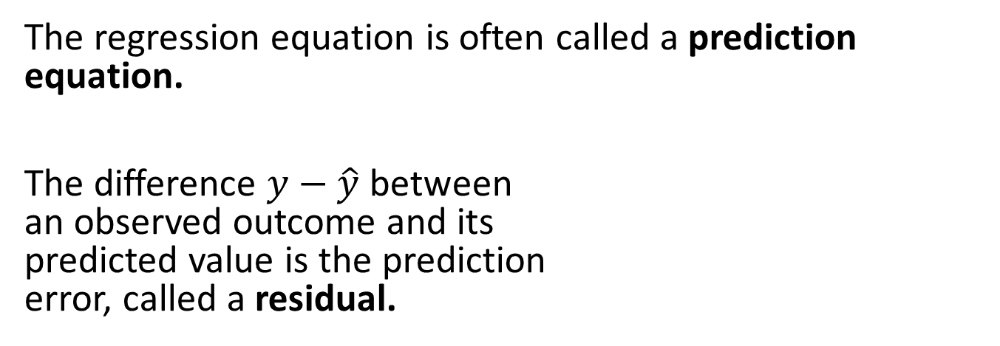 The regression equation is often called a prediction
equation.
The difference y − ŷ between
an observed outcome and its
predicted value is the prediction
error, called a residual.